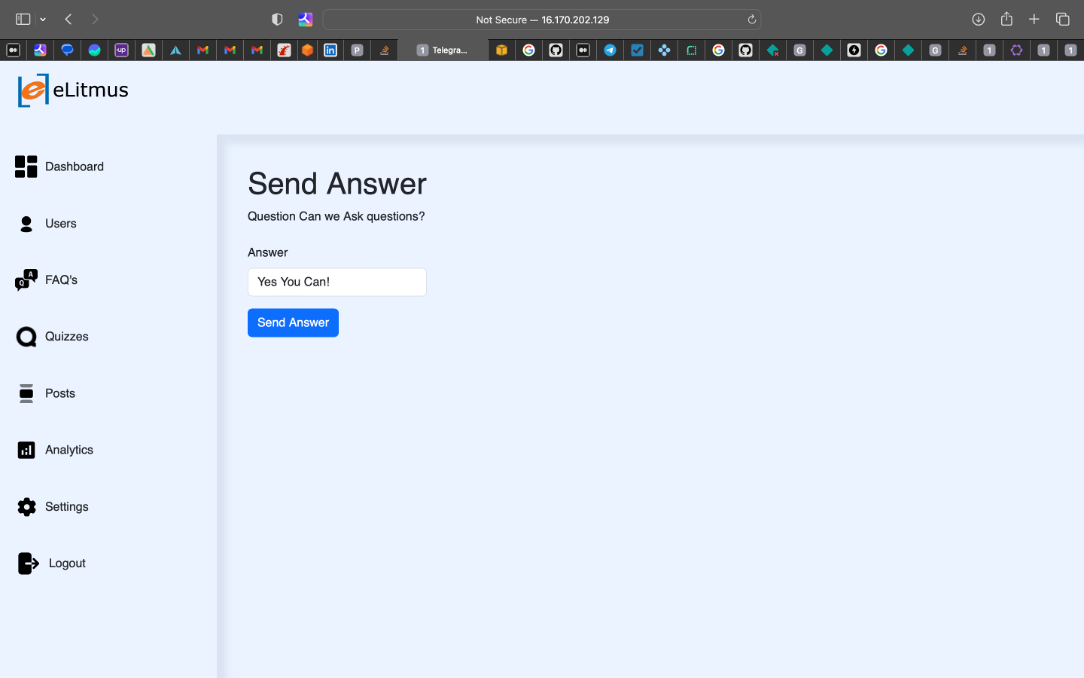 Not Secure — 16.170.202.129
1 Telegra...
eLitmus
Dashboard
Users
FAQ's
Quizzes
Posts
Analytics
Settings
Logout
Send Answer
Question Can we Ask questions?
Answer
Yes You Can!
Send Answer